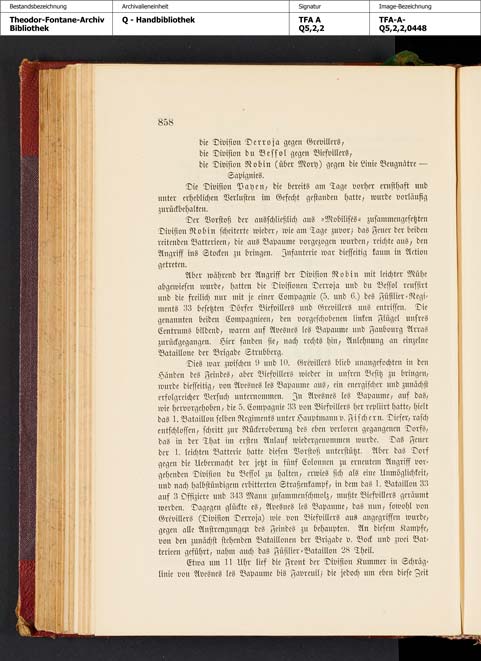 Bestandsbezeichnung
Theodor-Fontane-Archiv
Bibliothek
Archivalieneinheit
Q - Handbibliothek
Signatur
TFA A
Q5,2,2
Image-Bezeichnung
TFA-A-
Q5,2,2,0448
858
die Division Derroja gegen Grevillers,
die Division du Bessol gegen Biefvillers,
die Division Robin (über Mory) gegen die Linie Beugnâtre —
Sapignies.
Die Division Payen, die bereits am Tage vorher ernsthaft und
unter erheblichen Verlusten im Gefecht gestanden hatte, wurde vorläufig
zurückbehalten.
Der Vorstoß der ausschließlich aus »Mobilisés« zusammengesetzten
Division Robin scheiterte wieder, wie am Tage zuvor; das Feuer der beiden
reitenden Batterieen, die aus Bapaume vorgezogen wurden, reichte aus, den
Angriff ins Stocken zu bringen. Infanterie war diesseitig kaum in Action
getreten.
Aber während der Angriff der Division Robin mit leichter Mühe
abgewiesen wurde, hatten die Divisionen Derroja und du Bessol reussirt
und die freilich nur mit je einer Compagnie (5. und 6.) des Füsilier-Regi-
ments 33 besetzten Dörfer Biefvillers und Grevillers uns entrissen. Die
genannten beiden Compagnieen, den vorgeschobenen linken Flügel unsres
Centrums bildend, waren auf Avesnes les Bapaume und Faubourg Arras
zurückgegangen. Hier fanden sie, nach rechts hin, Anlehnung an einzelne
Bataillone der Brigade Strubberg.
Dies war zwischen 9 und 10. Grévillers blieb unangefochten in den
Händen des Feindes, aber Biefvillers wieder in unsren Besitz zu bringen,
wurde diesseitig, von Avesnes les Bapaume aus, ein energischer und zunächst
erfolgreicher Versuch unternommen. In Avesnes les Bapaume, auf das,
wie hervorgehoben, die 5. Compagnie 33 von Biefvillers her repliirt hatte, hielt
das 1. Bataillon selben Regiments unter Hauptmann v. Fischern. Dieser, rasch
entschlossen, schritt zur Rückeroberung des eben verloren gegangenen Dorfs,
das in der That im ersten Anlauf wiedergenommen wurde. Das Feuer
der 1. leichten Batterie hatte diesen Vorstoß unterstützt. Aber das Dorf
gegen die Uebermacht der jetzt in fünf Colonnen zu erneutem Angriff vor-
gehenden Division du Bessol zu halten, erwies sich als eine Unmöglichkeit,
und nach halbstündigem erbitterten Straßenkampf, in dem das 1. Bataillon 33
auf 3 Offiziere und 343 Mann zusammenschmolz, mußte Biefvillers geräumt
werden. Dagegen glückte es, Avesnes les Bapaume, das nun, sowohl von
Grévillers (Division Derroja) wie von Biefvillers aus angegriffen wurde,
gegen alle Anstrengungen des Feindes zu behaupten. An diesem Kampfe,
von den zunächst stehenden Bataillonen der Brigade v. Bock und zwei Bat-
terieen geführt, nahm auch das Füsilier-Bataillon 28 Theil.
Etwa um 11 Uhr lief die Front der Division Kummer in Schräg-
linie von Avesnes les Bapaume bis Favreuil; die jedoch um eben diese Zeit